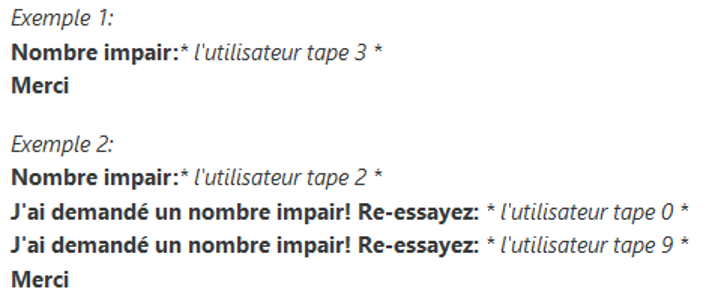 Exemple 1:
Nombre impair:* l'utilisateur tape 3 *
Merci
Exemple 2:
Nombre impair:* l'utilisateur tape 2 *
J'ai demandé un nombre impair! Re-essayez: * l'utilisateur tape 0 *
J'ai demandé un nombre impair! Re-essayez: * l'utilisateur tape 9 *
Merci